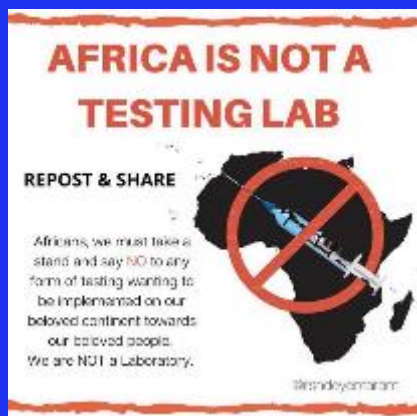 AFRICA IS NOT A
TESTING LAB
REPOST & SHARE
Africans, we must take a
stand and say NO to any
form of testing wanting to
be implemented on our
beloved continent towards
our beloved people.
We are NOT a Laboratory.